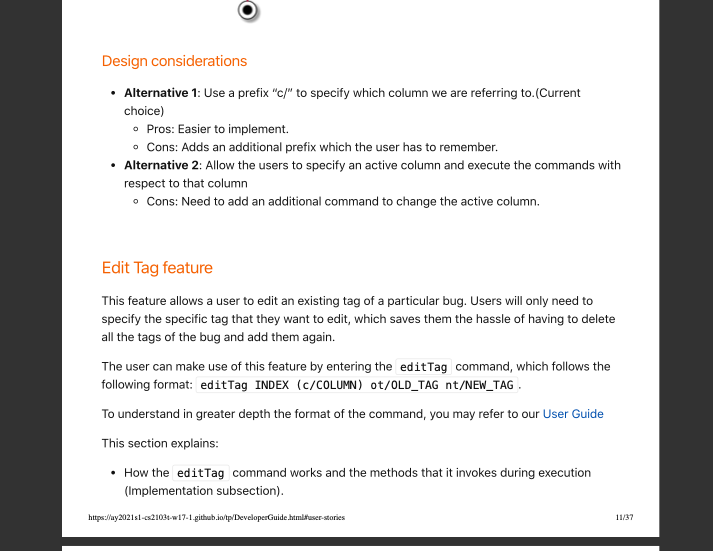 Design considerations
• Alternative 1: Use a prefix “c/” to specify which column we are referring to.(Current
choice)
◦ Pros: Easier to implement.
◦ Cons: Adds an additional prefix which the user has to remember.
• Alternative 2: Allow the users to specify an active column and execute the commands with
respect to that column
◦ Cons: Need to add an additional command to change the active column.
Edit Tag feature
This feature allows a user to edit an existing tag of a particular bug. Users will only need to
specify the specific tag that they want to edit, which saves them the hassle of having to delete
all the tags of the bug and add them again.
The user can make use of this feature by entering the editTag command, which follows the
following format: editTag INDEX (c/COLUMN) ot/OLD_TAG nt/NEW_TAG .
To understand in greater depth the format of the command, you may refer to our User Guide
This section explains:
• How the editTag command works and the methods that it invokes during execution
(Implementation subsection).
https://ay2021s1-cs2103t-w17-1.github.io/tp/DeveloperGuide.html#user-stories 11/37